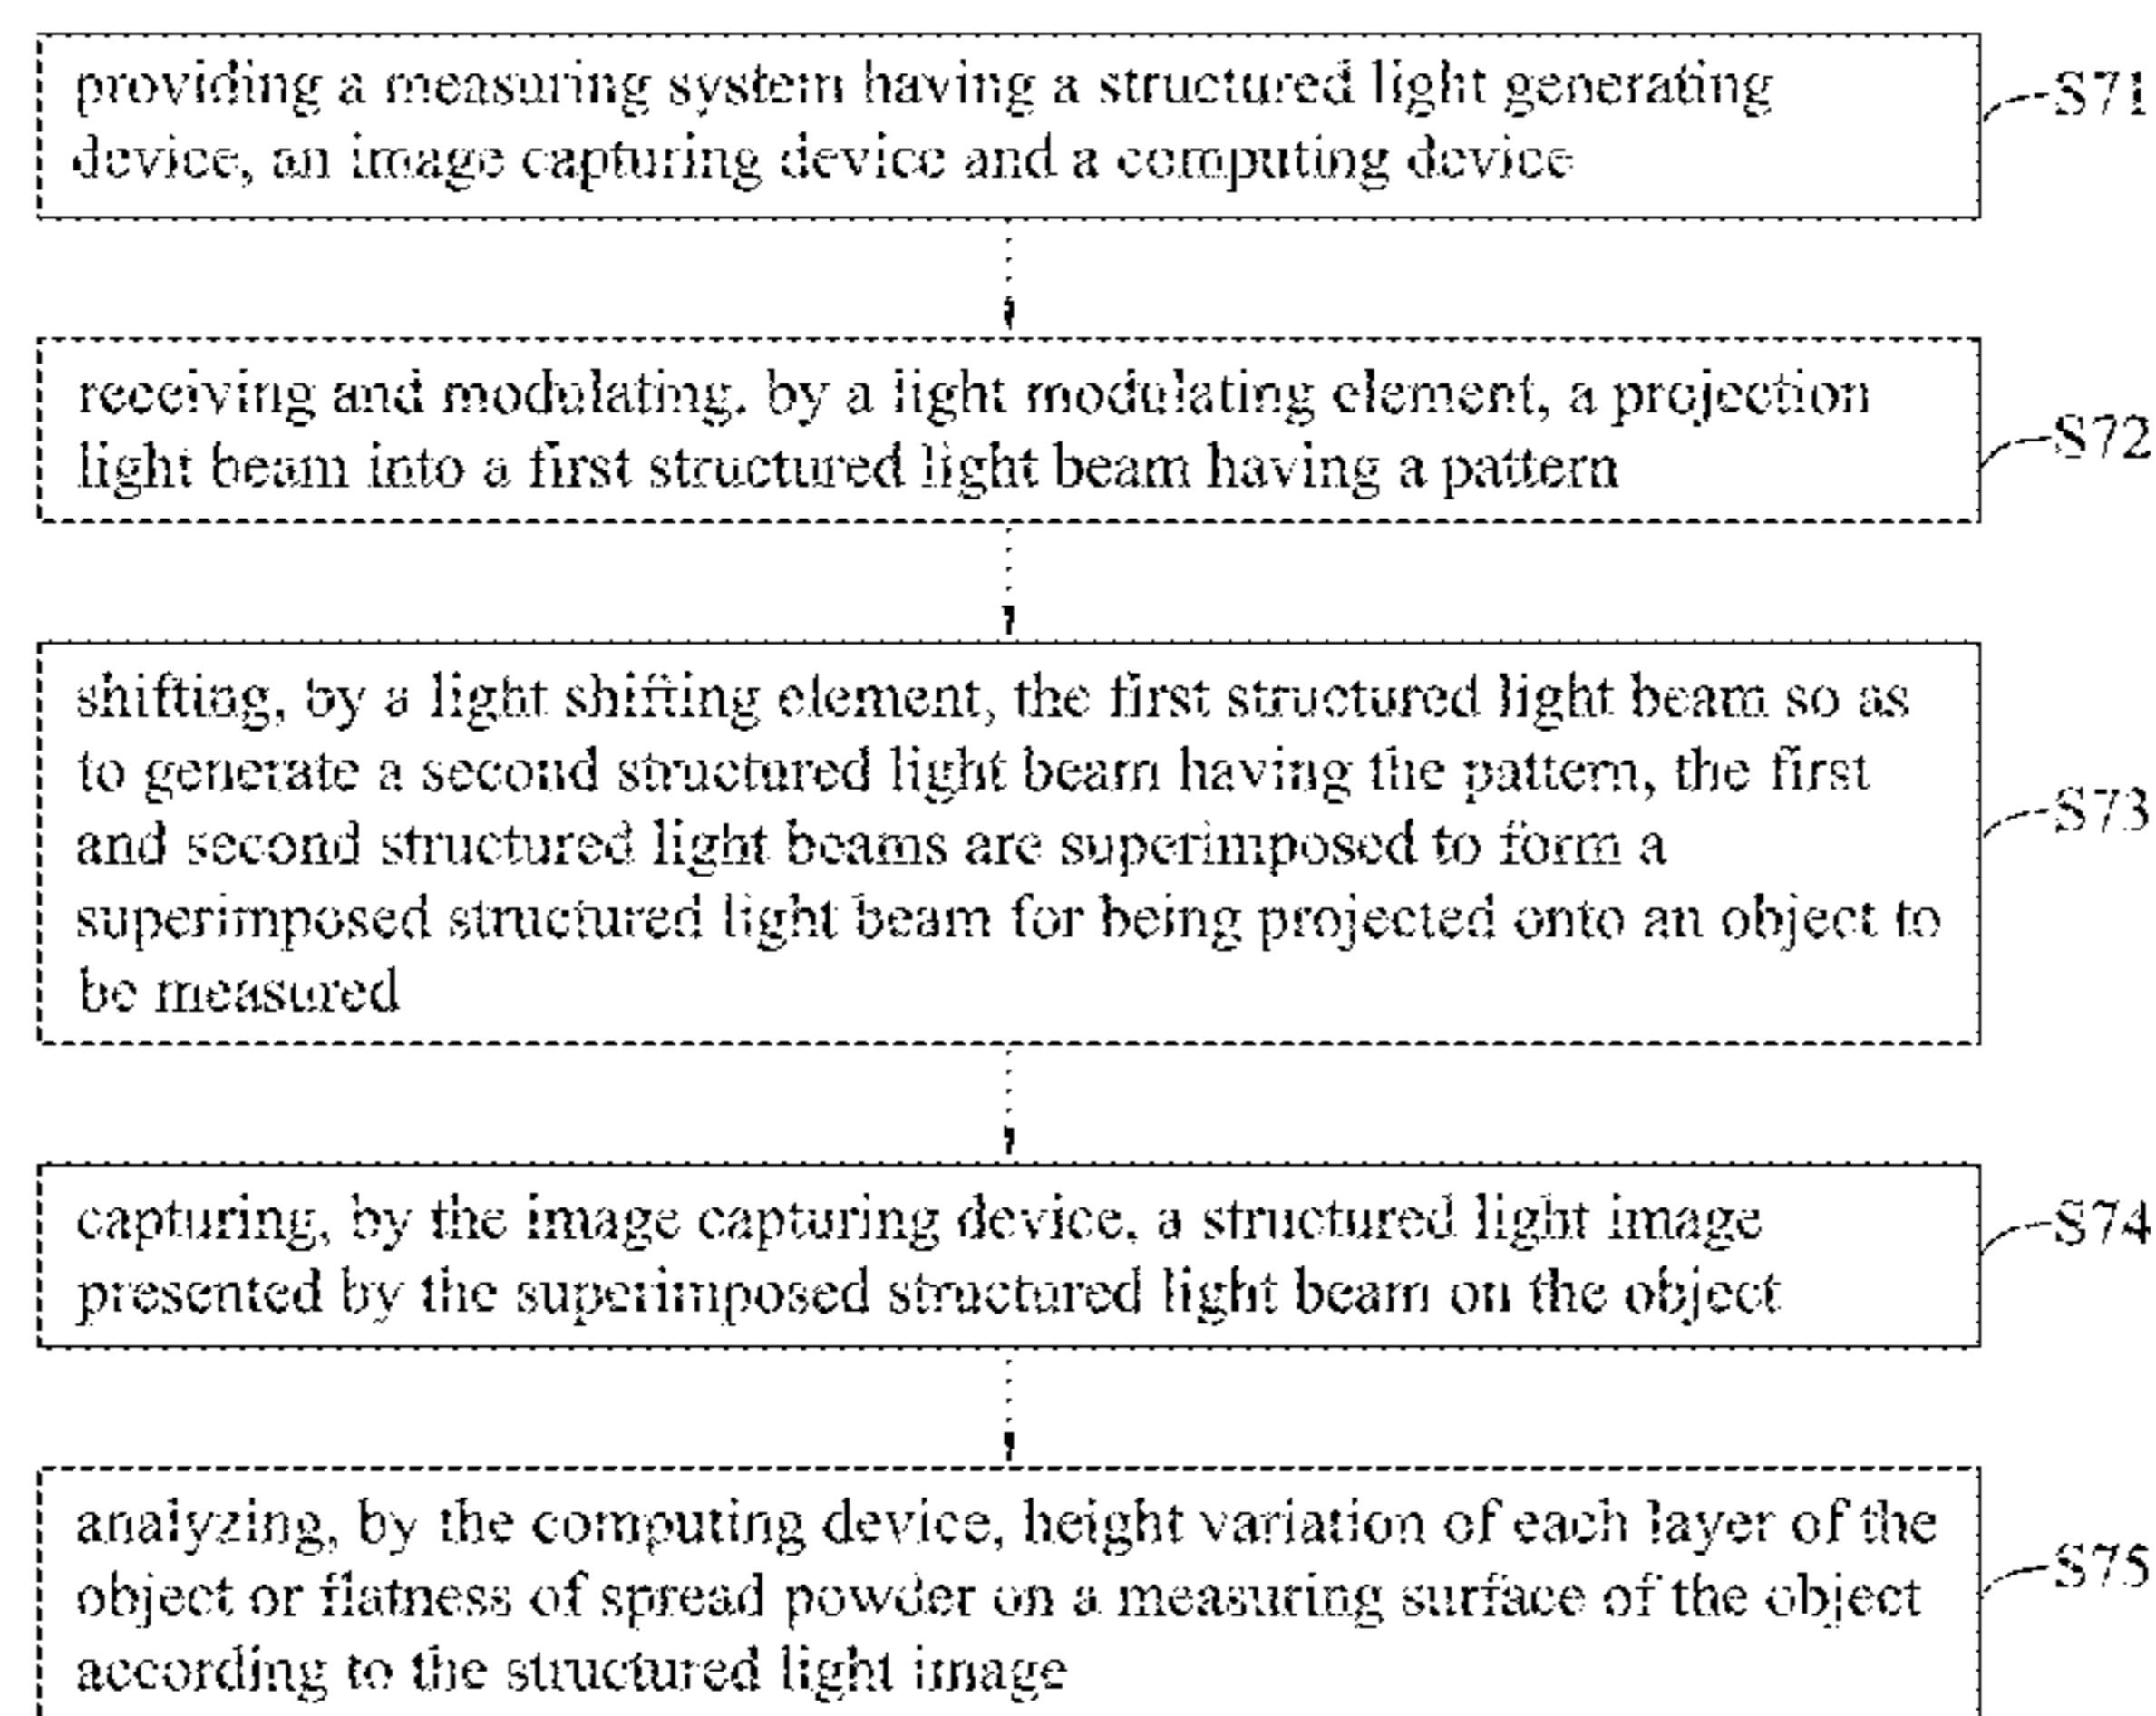 providing a measuring system having a structured light generating
device, an image capturing device and a computing device
S71
receiving and modulating, by a light modulating element, a projection
light beam into a first structured light beam having a pattern
S72
shifting, by a light shifting element, the first structured light beam so as
to generate a second structured light beam having the pattern, the first
and second structured light beams are superimposed to form a
superimposed structured light beam for being projected onto an object to
be measured
S73
capturing, by the image capturing device, a structured light image
presented by the superimposed structured light beam on the object
S74
analyzing, by the computing device, height variation of each layer of the
object or flatness of spread powder on a measuring surface of the object
according to the structured light image
S75